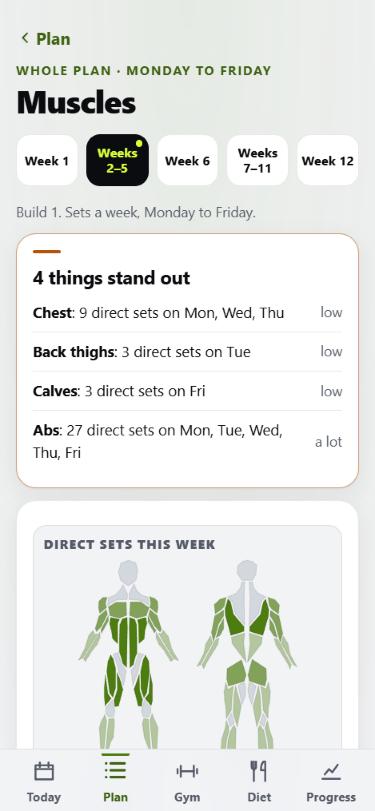 Plan
WHOLE PLAN · MONDAY TO FRIDAY
Muscles
Week 1
Weeks
2–5
Week 6
Weeks
7–11
Week 12
Build 1. Sets a week, Monday to Friday.
4 things stand out
Chest: 9 direct sets on Mon, Wed, Thu
low
Back thighs: 3 direct sets on Tue
low
Calves: 3 direct sets on Fri
low
Abs: 27 direct sets on Mon, Tue, Wed,
Thu, Fri
a lot
DIRECT SETS THIS WEEK
Today
Plan
Gym
Diet
Progress